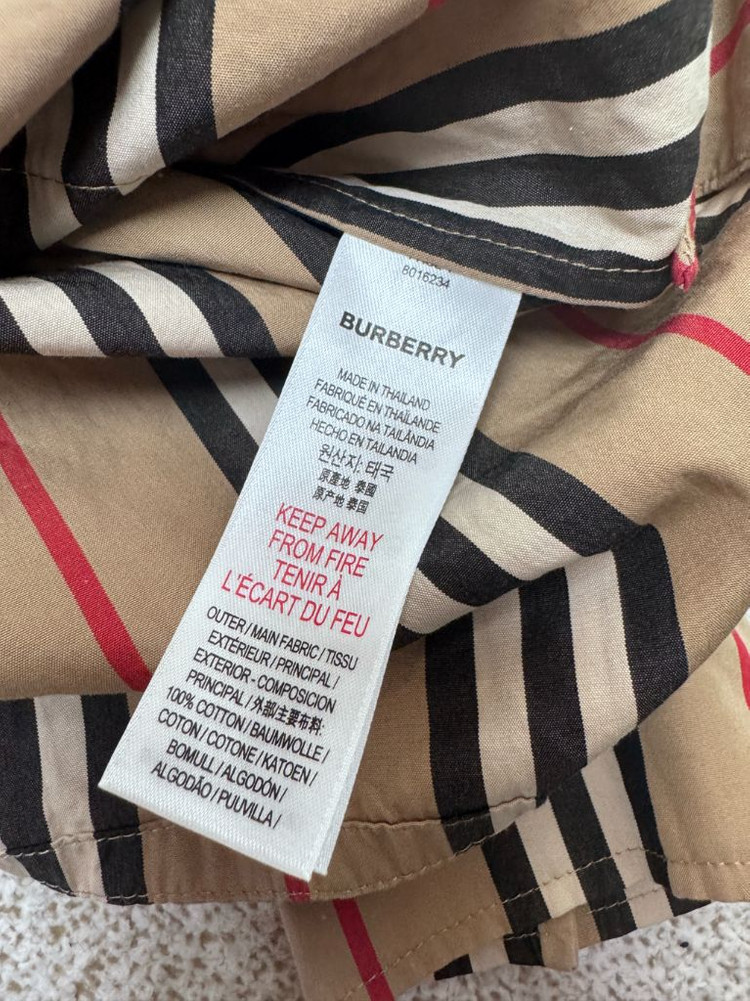 8016234
BURBERRY
MADE IN THAILAND
FABRIQUÉ EN THAÏLANDE
FABRICADO NA TAILÂNDIA
HECHO EN TAILANDIA
원산지: 태국
原產地 泰國
原产地 泰国
KEEP AWAY
FROM FIRE
TENIR À
L'ÉCART DU FEU
OUTER / MAIN FABRIC / TISSU
EXTÉRIEUR / PRINCIPAL /
EXTERIOR - COMPOSICION
PRINCIPAL / 外部主要布料:
100% COTTON / BAUMWOLLE /
COTON / COTONE / KATOEN /
BOMULL / ALGODÓN /
ALGODÃO / PUUVILLA /